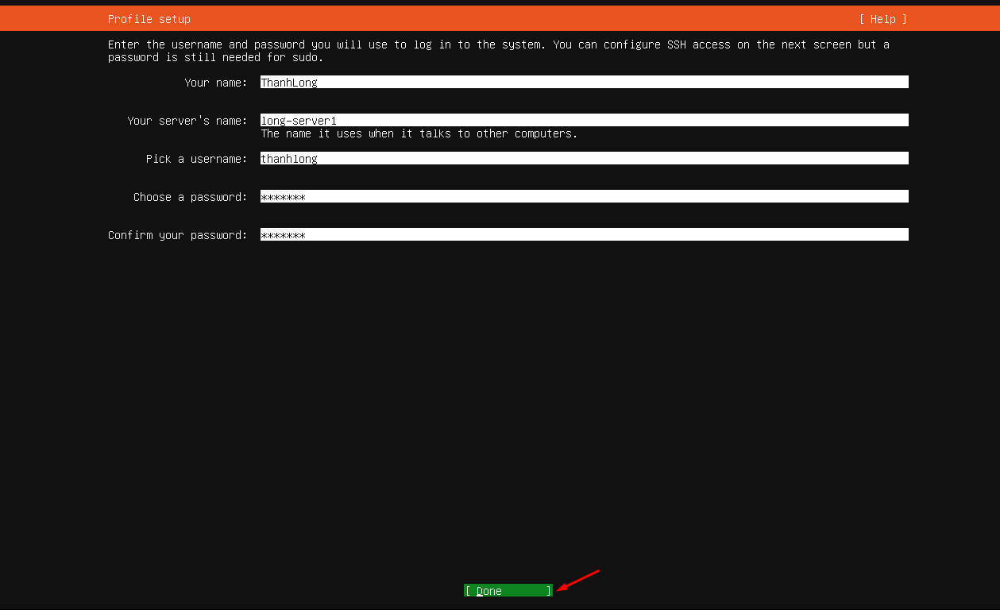 Profile setup [ Help ]
Enter the username and password you will use to log in to the system. You can configure SSH access on the next screen but a
password is still needed for sudo.
Your name: ThanhLong
Your server's name: long-server1
The name it uses when it talks to other computers.
Pick a username: thanhlong
Choose a password: *******
Confirm your password: *******
[ Done ]